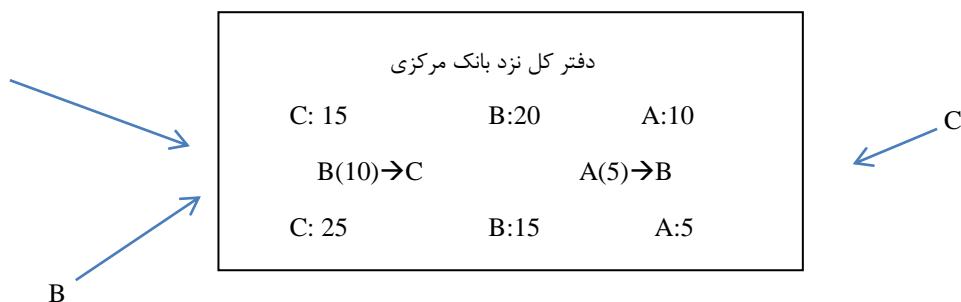 دفتر کل نزد بانک مرکزی
A:10 B:20 C: 15
A(5)→B B(10)→C
A:5 B:15 C: 25
C
B